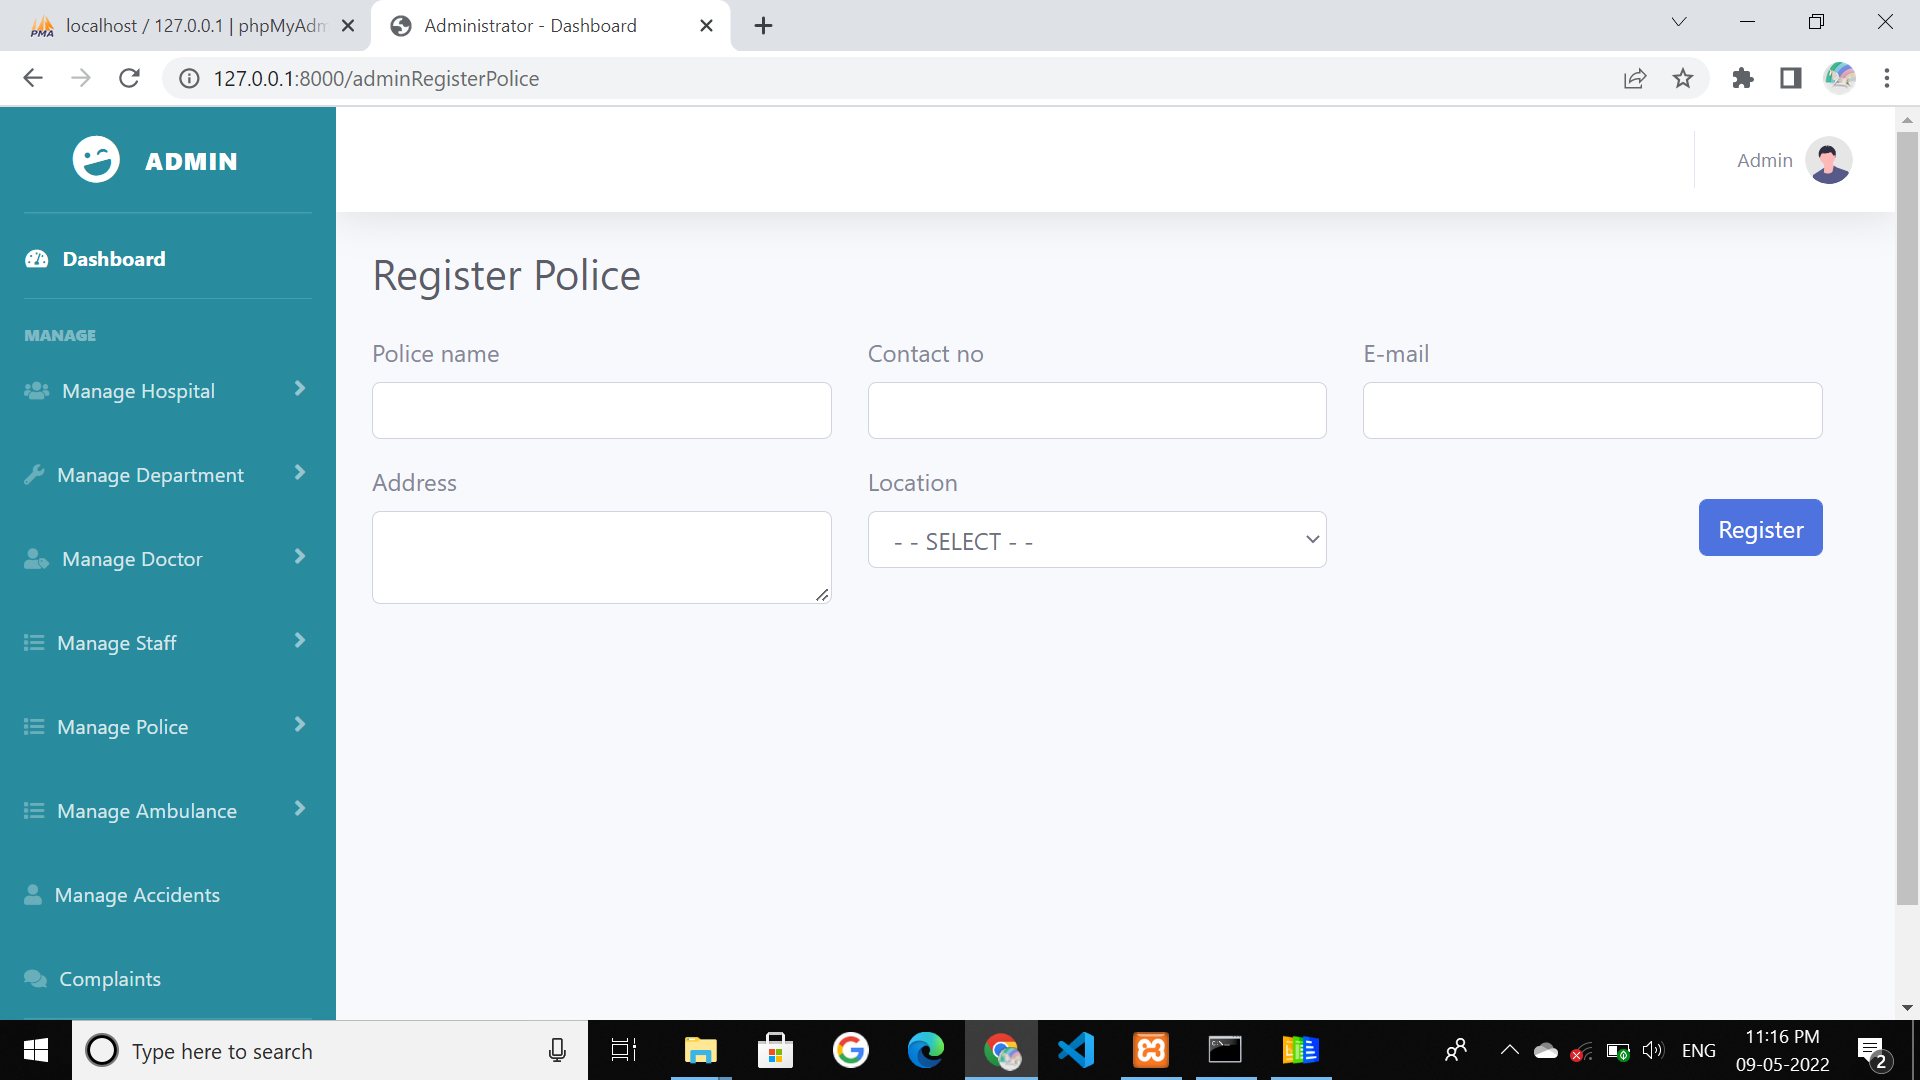 localhost / 127.0.0.1 | phpMyAdm
Administrator - Dashboard
127.0.0.1:8000/adminRegisterPolice
ADMIN
Admin
Dashboard
MANAGE
Manage Hospital
Manage Department
Manage Doctor
Manage Staff
Manage Police
Manage Ambulance
Manage Accidents
Complaints
Register Police
Police name
Contact no
E-mail
Address
Location
- - SELECT - -
Register
Type here to search
ENG
11:16 PM
09-05-2022
2